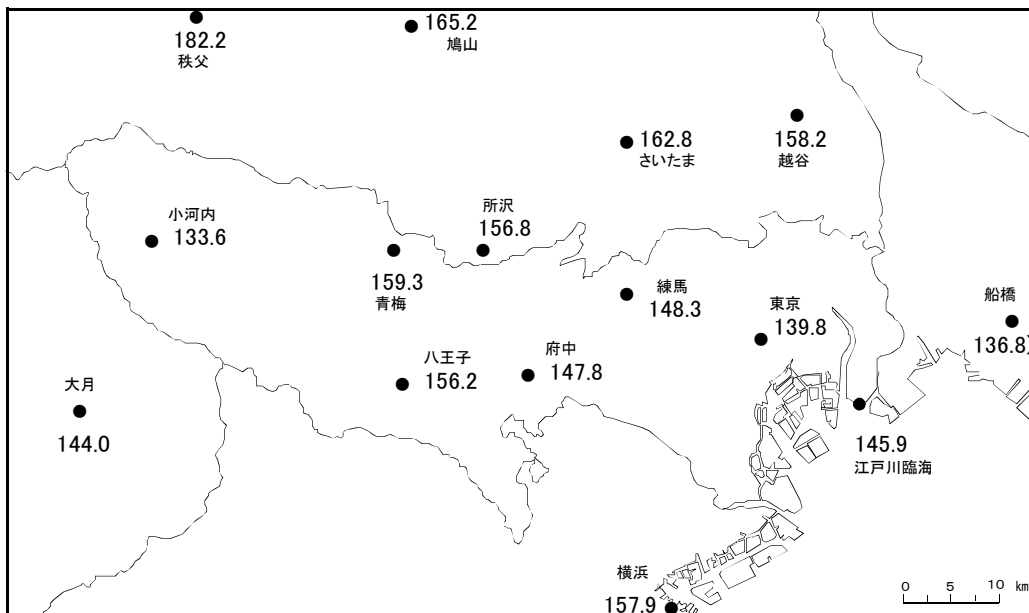 182.2
秩父
165.2
鳩山
162.8
さいたま
158.2
越谷
小河内
133.6
所沢
156.8
159.3
青梅
練馬
148.3
東京
139.8
船橋
136.8)
八王子
156.2
府中
147.8
大月
144.0
145.9
江戸川臨海
横浜
157.9
0 5 10 km